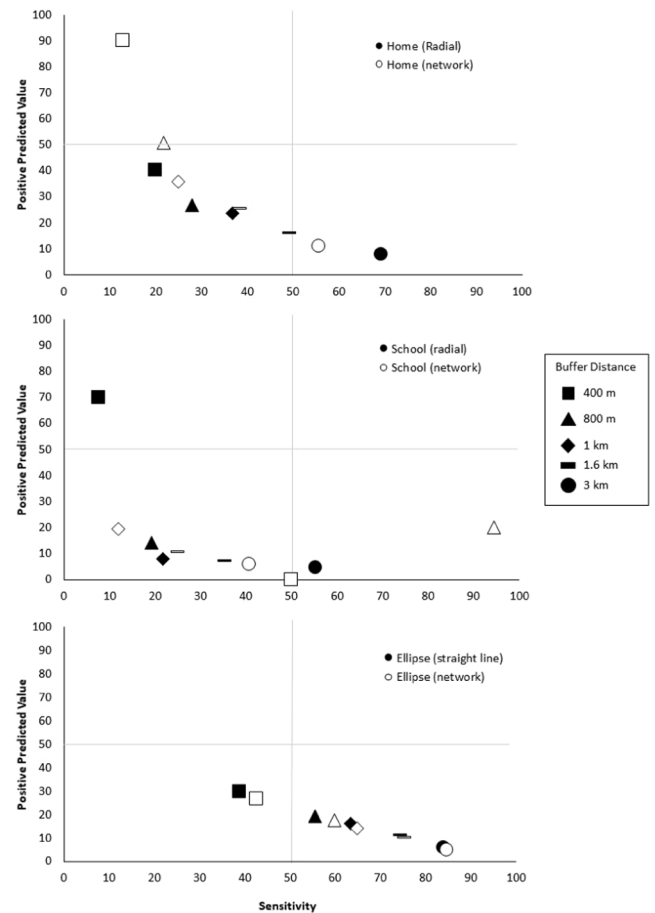 100
90
80
70
60
50
40
30
20
10
0
Positive Predicted Value
Home (Radial)
Home (network)
0 10 20 30 40 50 60 70 80 90 100
100
90
80
70
60
50
40
30
20
10
0
Positive Predicted Value
School (radial)
School (network)
0 10 20 30 40 50 60 70 80 90 100
Buffer Distance
400 m
800 m
1 km
1.6 km
3 km
100
90
80
70
60
50
40
30
20
10
0
Positive Predicted Value
Ellipse (straight line)
Ellipse (network)
0 10 20 30 40 50 60 70 80 90 100
Sensitivity